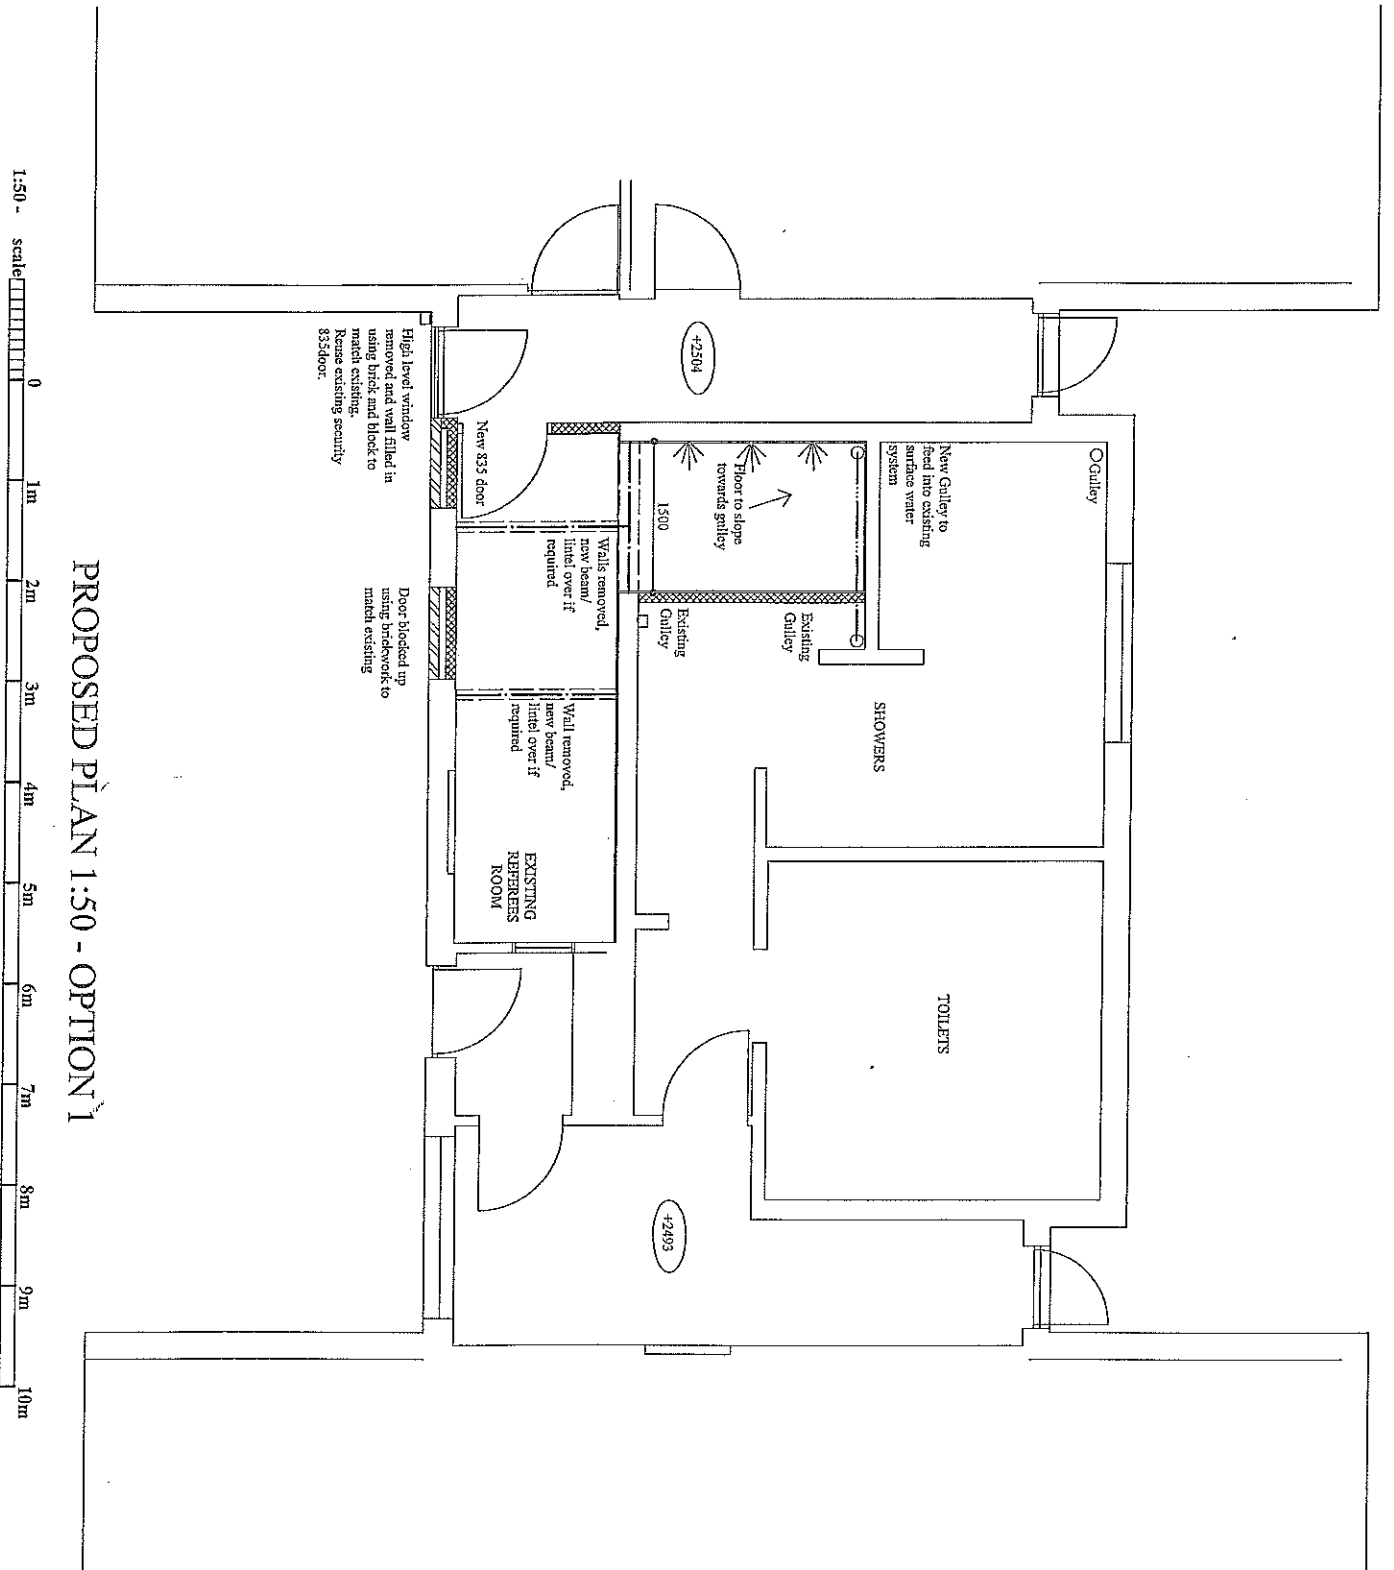 OGulley
New Gulley to
feed into existing
surface water
system
SHOWERS
TOILETS
+2504
Floor to slope
towards gulley
1500
Existing
Gulley
Existing
Gulley
+2493
New 835 door
Walls removed,
new beam/
lintel over if
required
Wall removed,
new beam/
lintel over if
required
EXISTING
REFEREES
ROOM
High level window
removed and wall filled in
using brick and block to
match existing.
Reuse existing security
835door.
Door blocked up
using brickwork to
match existing
PROPOSED PLAN 1:50 - OPTION 1
1:50 - scale
0
1m
2m
3m
4m
5m
6m
7m
8m
9m
10m